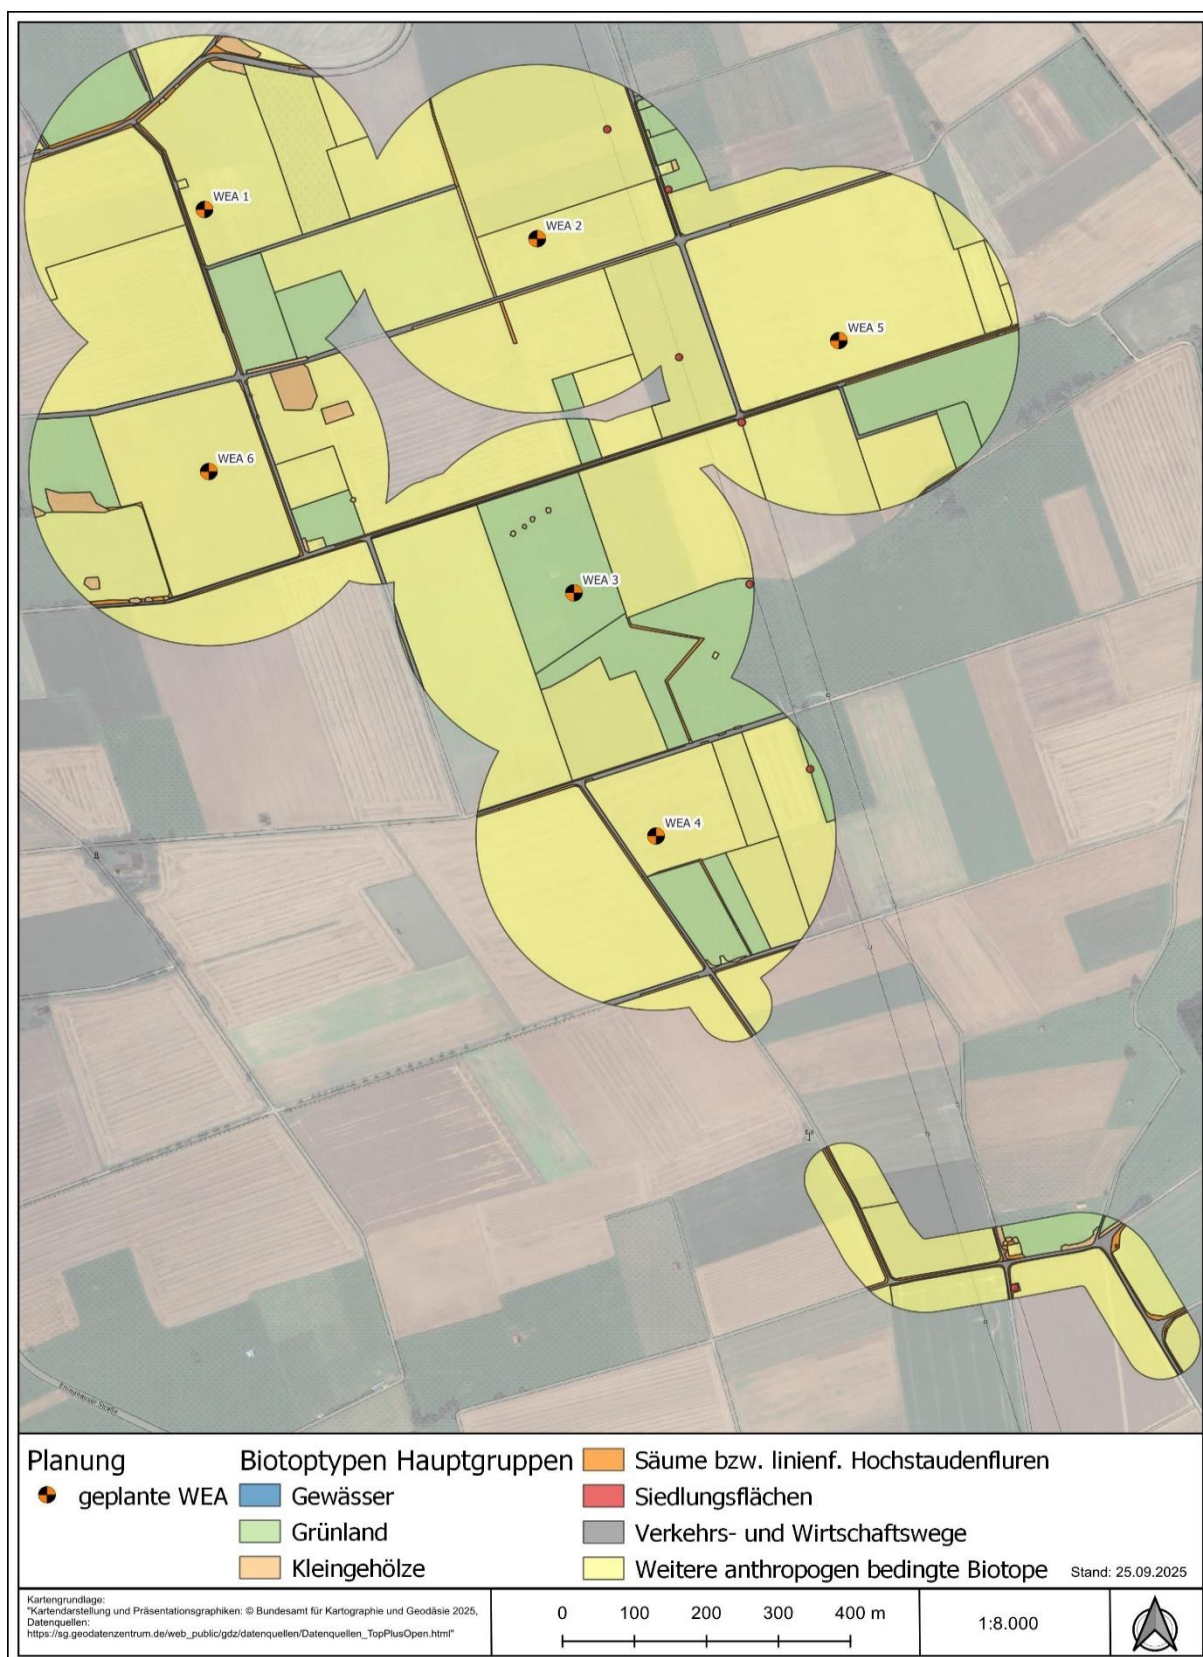 WEA 1
WEA 2
WEA 5
WEA 6
WEA 3
WEA 4
Planung
geplante WEA
Biotoptypen Hauptgruppen
Gewässer
Grünland
Kleingehölze
Säume bzw. linienf. Hochstaudenfluren
Siedlungsflächen
Verkehrs- und Wirtschaftswege
Weitere anthropogen bedingte Biotope
Stand: 25.09.2025
Kartengrundlage:
"Kartendarstellung und Präsentationsgraphiken: © Bundesamt für Kartographie und Geodäsie 2025,
Datenquellen:
https://sg.geodatenzentrum.de/web_public/gdz/datenquellen/Datenquellen_TopPlusOpen.html"
0 100 200 300 400 m
1:8.000